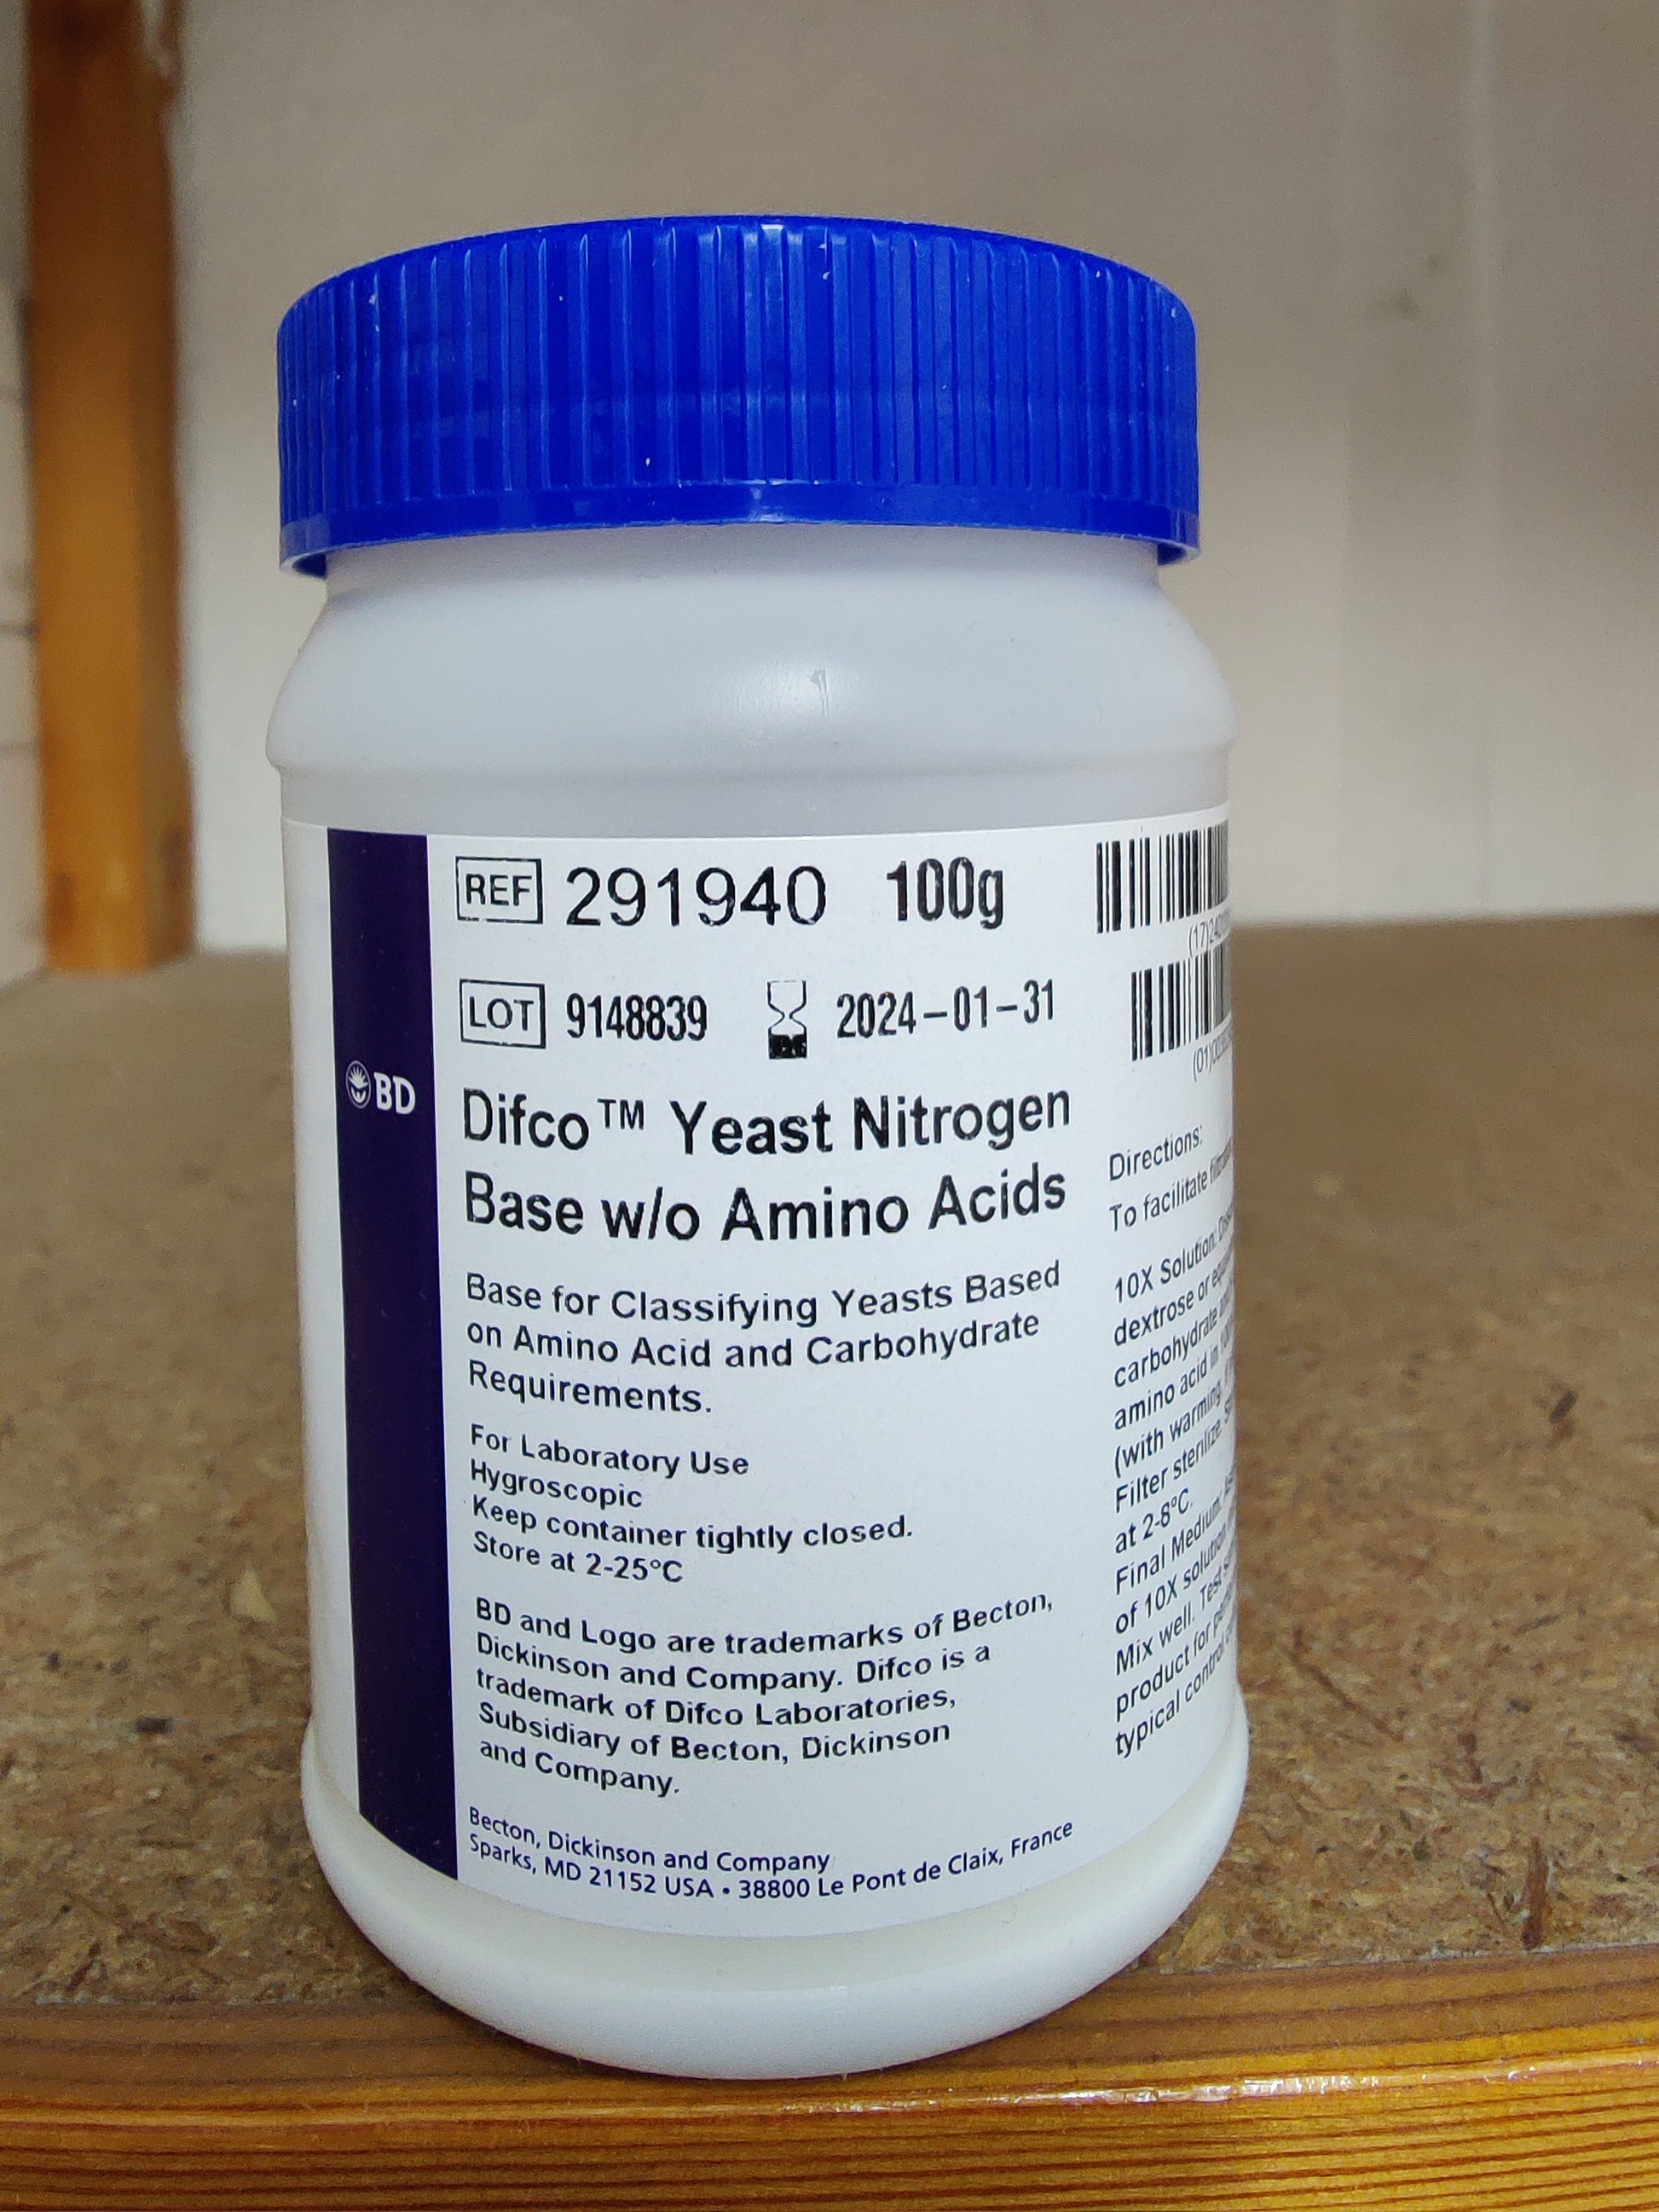 REF 291940 100g
LOT 9148839 2024-01-31
BD
Difco™ Yeast Nitrogen
Base w/o Amino Acids
Base for Classifying Yeasts Based
on Amino Acid and Carbohydrate
Requirements.
For Laboratory Use
Hygroscopic
Keep container tightly closed.
Store at 2-25°C
BD and Logo are trademarks of Becton,
Dickinson and Company. Difco is a
trademark of Difco Laboratories,
Subsidiary of Becton, Dickinson
and Company.
Becton, Dickinson and Company
Sparks, MD 21152 USA • 38800 Le Pont de Claix, France
Directions:
To facilitate
10X Solution:
dextrose or
carbohydrate
amino acid in
(with warming,
Filter sterilize.
at 2-8°C.
Final Medium:
of 10X solution
Mix well. Test
product for
typical control